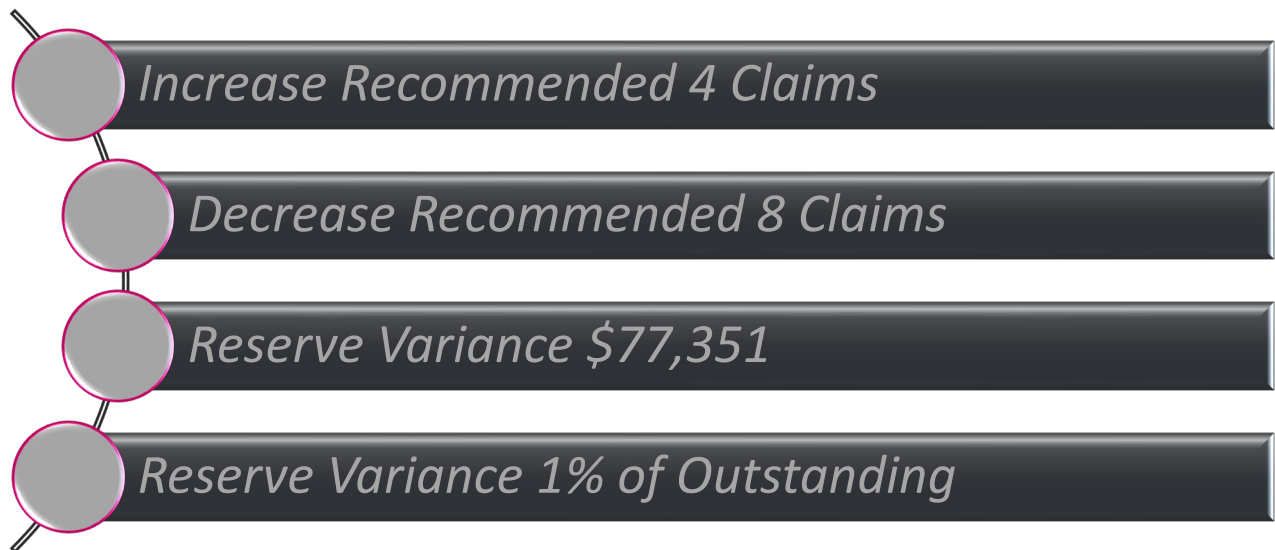 Increase Recommended 4 Claims
Decrease Recommended 8 Claims
Reserve Variance $77,351
Reserve Variance 1% of Outstanding